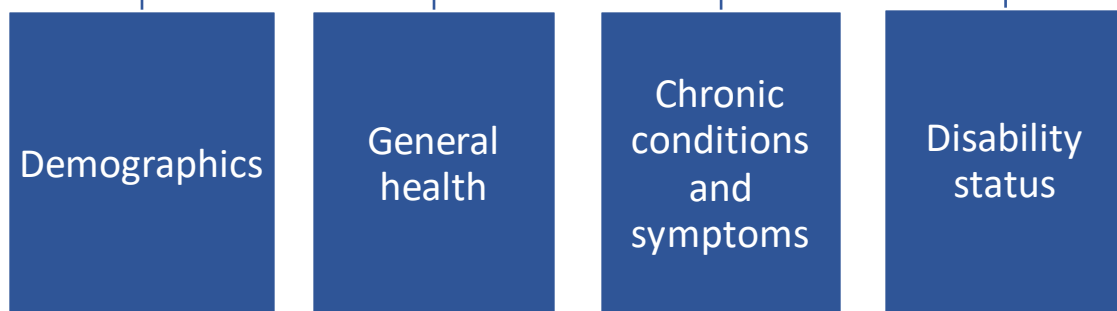 Demographics
General
health
Chronic
conditions
and
symptoms
Disability
status